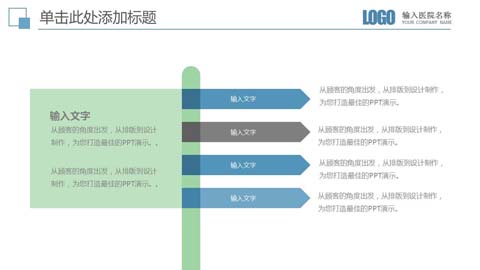 单击此处添加标题
LOGO 输入医院名称
YOUR COMPANY NAME
输入文字
从顾客的角度出发，从排版到设计
制作，为您打造最佳的PPT演示。。
从顾客的角度出发，从排版到设计
制作，为您打造最佳的PPT演示。。
输入文字
从顾客的角度出发，从排版到设计制作，
为您打造最佳的PPT演示。
输入文字
从顾客的角度出发，从排版到设计制作，
为您打造最佳的PPT演示。
输入文字
从顾客的角度出发，从排版到设计制作，
为您打造最佳的PPT演示。
输入文字
从顾客的角度出发，从排版到设计制作，
为您打造最佳的PPT演示。